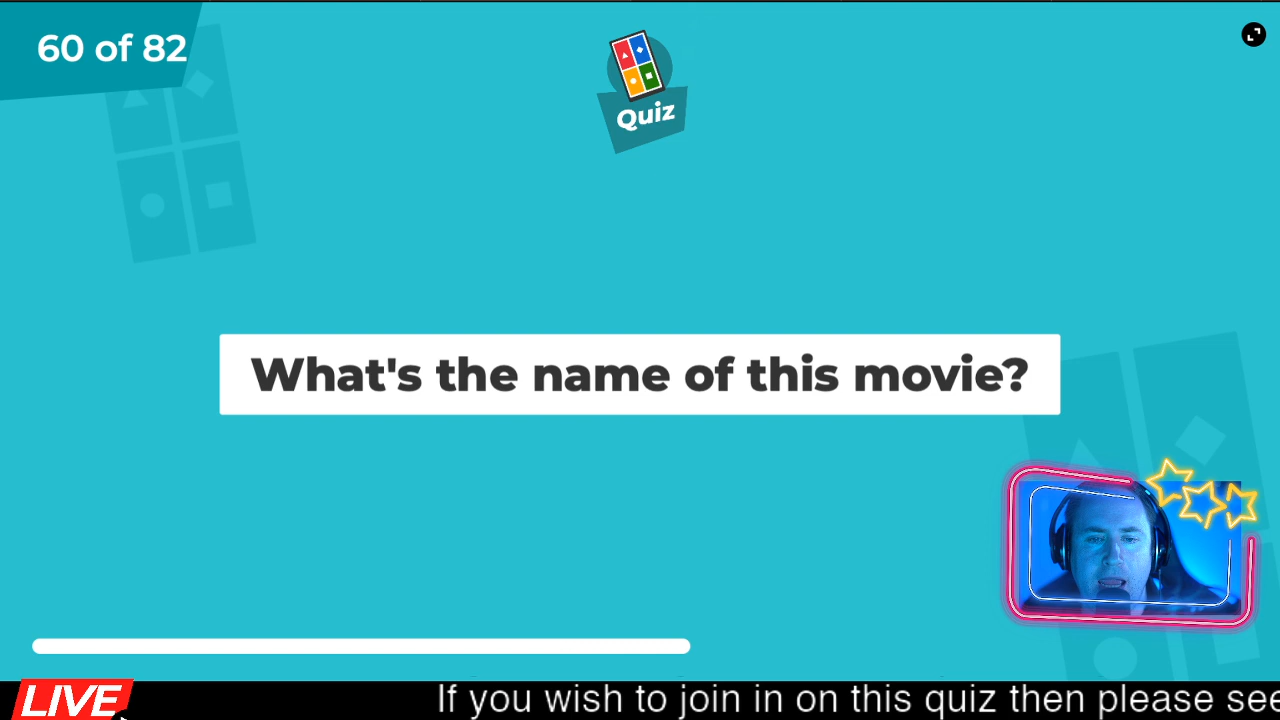 60 of 82
Quiz
What's the name of this movie?
LIVE
If you wish to join in on this quiz then please see